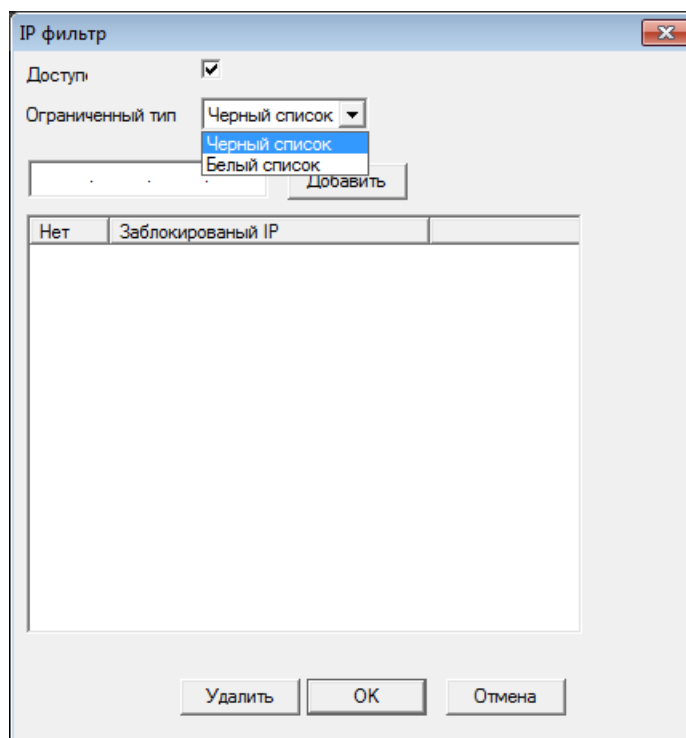 IP фильтр
Доступ
Ограниченный тип Черный список
Черный список
Белый список
Добавить
Нет Заблокированый IP
Удалить OK Отмена